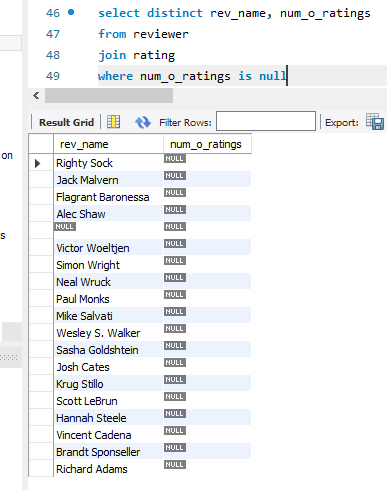 46 select distinct rev_name, num_o_ratings
47 from reviewer
48 join rating
49 where num_o_ratings is null
Result Grid Filter Rows: Export:
rev_name num_o_ratings
on
Righty Sock NULL
Jack Malvern NULL
Flagrant Baronessa NULL
Alec Shaw NULL
NULL NULL
s
Victor Woeltjen NULL
Simon Wright NULL
Neal Wruck NULL
Paul Monks NULL
Mike Salvati NULL
Wesley S. Walker NULL
Sasha Goldshtein NULL
Josh Cates NULL
Krug Stillo NULL
Scott LeBrun NULL
Hannah Steele NULL
Vincent Cadena NULL
Brandt Sponseller NULL
Richard Adams NULL